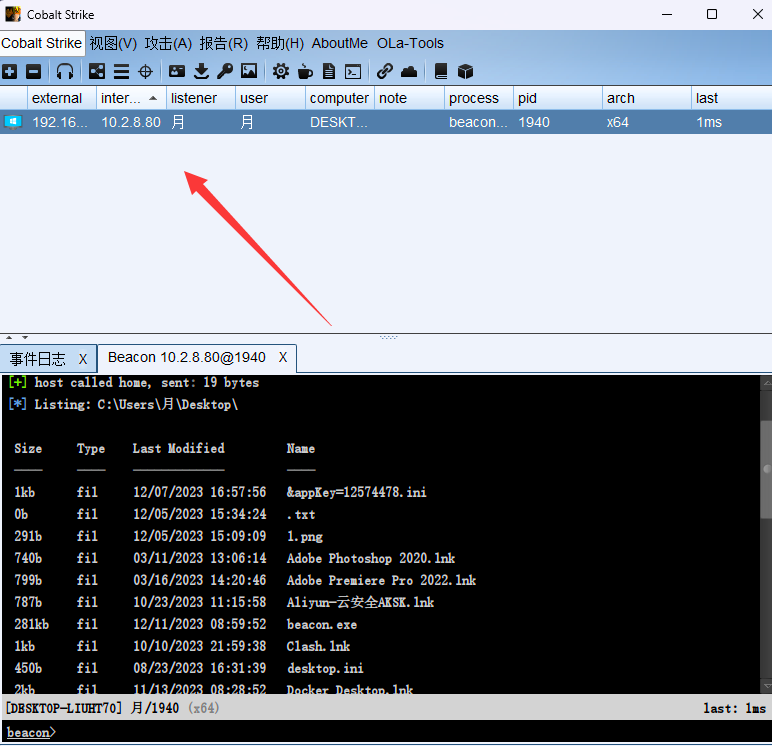 Cobalt Strike
Cobalt Strike 视图(V) 攻击(A) 报告(R) 帮助(H) AboutMe OLa-Tools
external inter... listener user computer note process pid arch last
192.16... 10.2.8.80 月 月 DESKT... beacon... 1940 x64 1ms
事件日志 X Beacon 10.2.8.80@1940 X
[+] host called home, sent: 19 bytes
[*] Listing: C:\Users\月\Desktop\
Size Type Last Modified Name
---- ---- ------------- ----
1kb fil 12/07/2023 16:57:56 &appKey=12574478.ini
0b fil 12/05/2023 15:34:24 .txt
291b fil 12/05/2023 15:09:09 1.png
740b fil 03/11/2023 13:06:14 Adobe Photoshop 2020.lnk
799b fil 03/16/2023 14:20:46 Adobe Premiere Pro 2022.lnk
787b fil 10/23/2023 11:15:58 Aliyun-云安全AKSK.lnk
281kb fil 12/11/2023 08:59:52 beacon.exe
1kb fil 10/10/2023 21:59:38 Clash.lnk
450b fil 08/23/2023 16:31:39 desktop.ini
2kb fil 11/13/2023 08:28:52 Docker Desktop.lnk
[DESKTOP-LIUHT70] 月/1940 (x64) last: 1ms
beacon>